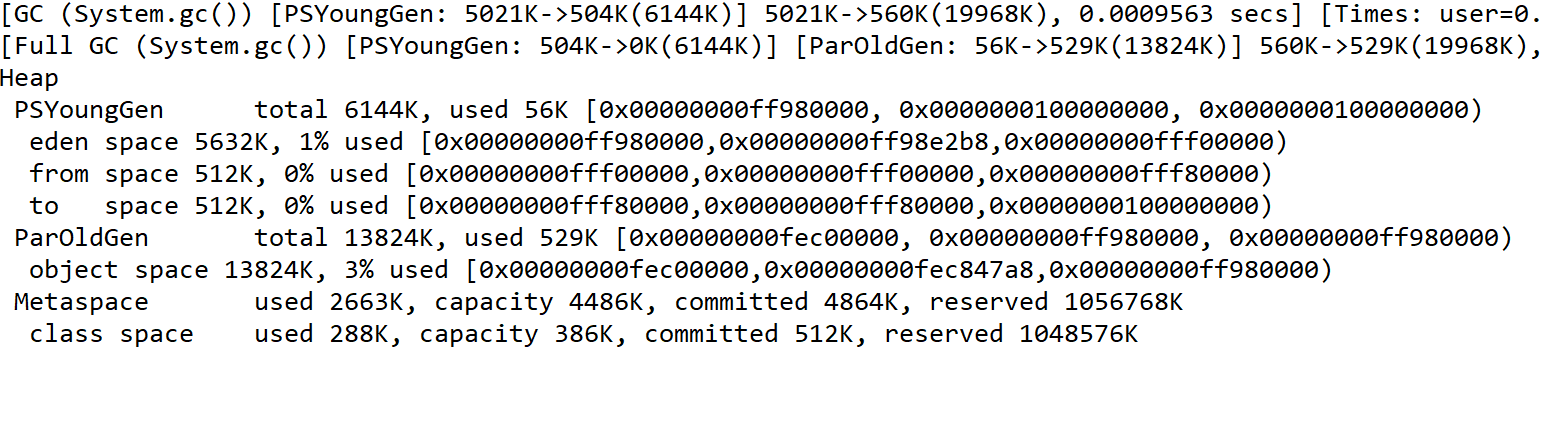 [GC (System.gc()) [PSYoungGen: 5021K->504K(6144K)] 5021K->560K(19968K), 0.0009563 secs] [Times: user=0.
[Full GC (System.gc()) [PSYoungGen: 504K->0K(6144K)] [ParOldGen: 56K->529K(13824K)] 560K->529K(19968K),
Heap
 PSYoungGen      total 6144K, used 56K [0x00000000ff980000, 0x0000000100000000, 0x0000000100000000)
  eden space 5632K, 1% used [0x00000000ff980000,0x00000000ff98e2b8,0x00000000fff00000)
  from space 512K, 0% used [0x00000000fff00000,0x00000000fff00000,0x00000000fff80000)
  to   space 512K, 0% used [0x00000000fff80000,0x00000000fff80000,0x0000000100000000)
 ParOldGen       total 13824K, used 529K [0x00000000fec00000, 0x00000000ff980000, 0x00000000ff980000)
  object space 13824K, 3% used [0x00000000fec00000,0x00000000fec847a8,0x00000000ff980000)
 Metaspace       used 2663K, capacity 4486K, committed 4864K, reserved 1056768K
  class space    used 288K, capacity 386K, committed 512K, reserved 1048576K